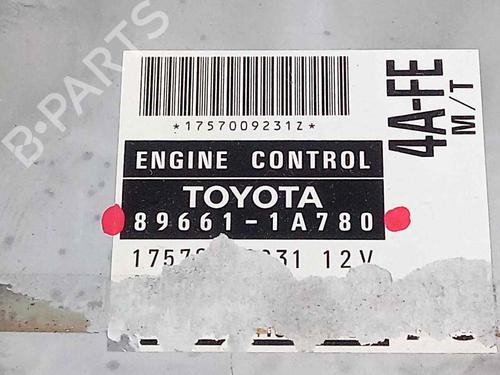 B-PARTS
*1757009231Z*
4A-FE
M/T
ENGINE CONTROL
TOYOTA
89661-1A780
12V